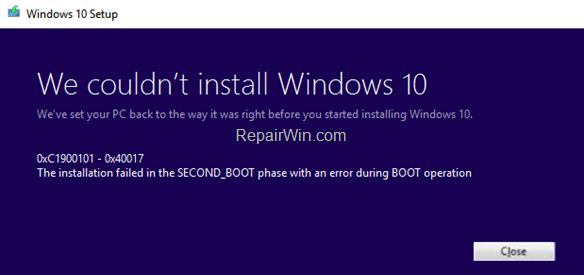 Windows 10 Setup
We couldn't install Windows 10
We've set your PC back to the way it was right before you started installing Windows 10.
RepairWin.com
0xC1900101 - 0x40017
The installation failed in the SECOND_BOOT phase with an error during BOOT operation
Close